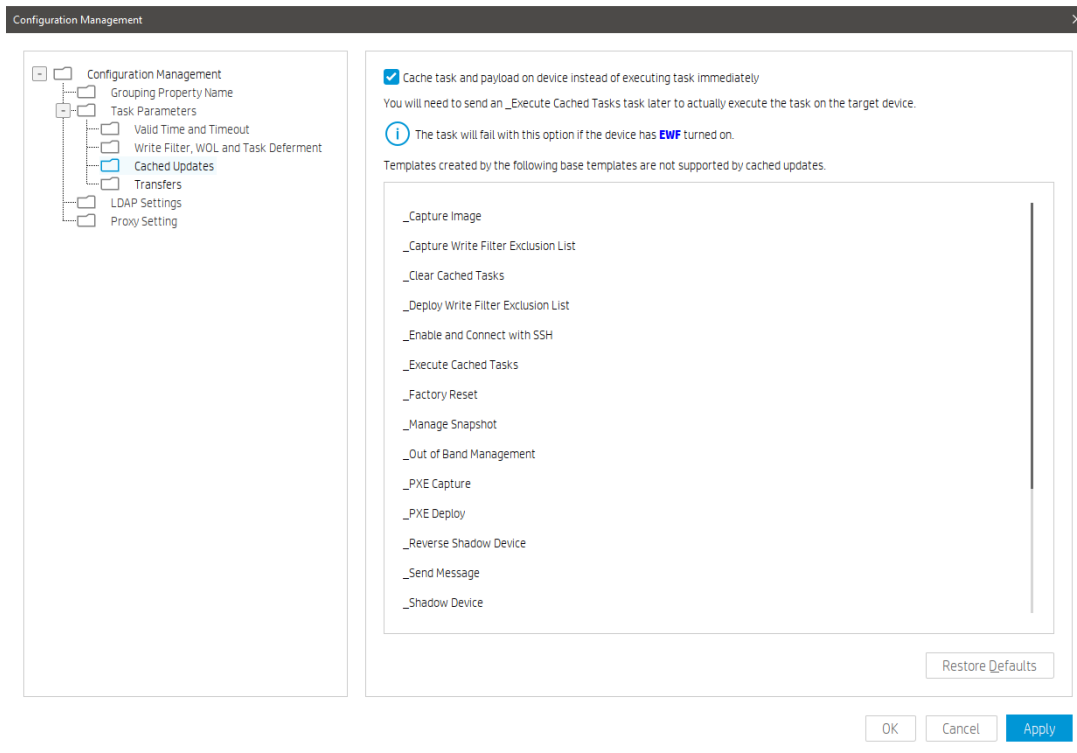 Configuration Management
Configuration Management
Grouping Property Name
Task Parameters
Valid Time and Timeout
Write Filter, WOL and Task Deferment
Cached Updates
Transfers
LDAP Settings
Proxy Setting
Cache task and payload on device instead of executing task immediately
You will need to send an _Execute Cached Tasks task later to actually execute the task on the target device.
The task will fail with this option if the device has EWF turned on.
Templates created by the following base templates are not supported by cached updates.
_Capture Image
_Capture Write Filter Exclusion List
_Clear Cached Tasks
_Deploy Write Filter Exclusion List
_Enable and Connect with SSH
_Execute Cached Tasks
_Factory Reset
_Manage Snapshot
_Out of Band Management
_PXE Capture
_PXE Deploy
_Reverse Shadow Device
_Send Message
_Shadow Device
Restore Defaults
OK Cancel Apply